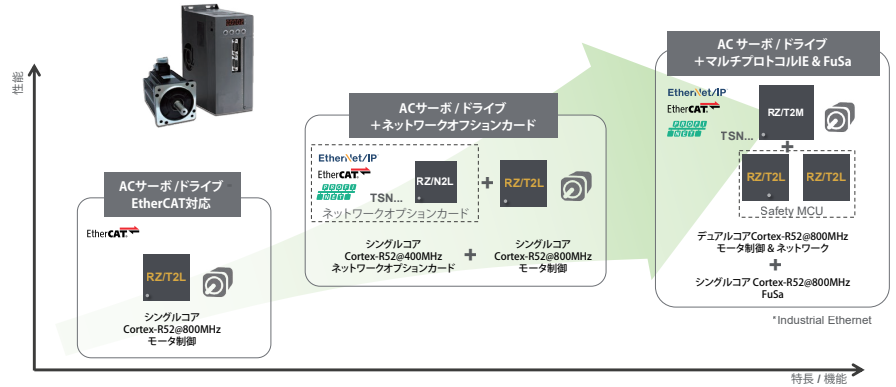 性能
ACサーボ /ドライブ
EtherCAT対応
EtherCAT
RZ/T2L
シングルコア
Cortex-R52@800MHz
モータ制御
ACサーボ / ドライブ
＋ネットワークオプションカード
EtherNet/IP
EtherCAT
PROFI
NET
TSN...
RZ/N2L
ネットワークオプションカード
+
RZ/T2L
シングルコア
Cortex-R52@400MHz
ネットワークオプションカード
+
シングルコア
Cortex-R52@800MHz
モータ制御
AC サーボ / ドライブ
＋マルチプロトコルIE & FuSa
EtherNet/IP
EtherCAT
PROFI
NET
TSN...
RZ/T2M
+
RZ/T2L
RZ/T2L
Safety MCU
デュアルコアCortex-R52@800MHz
モータ制御 & ネットワーク
+
シングルコア Cortex-R52@800MHz
FuSa
*Industrial Ethernet
特長 / 機能